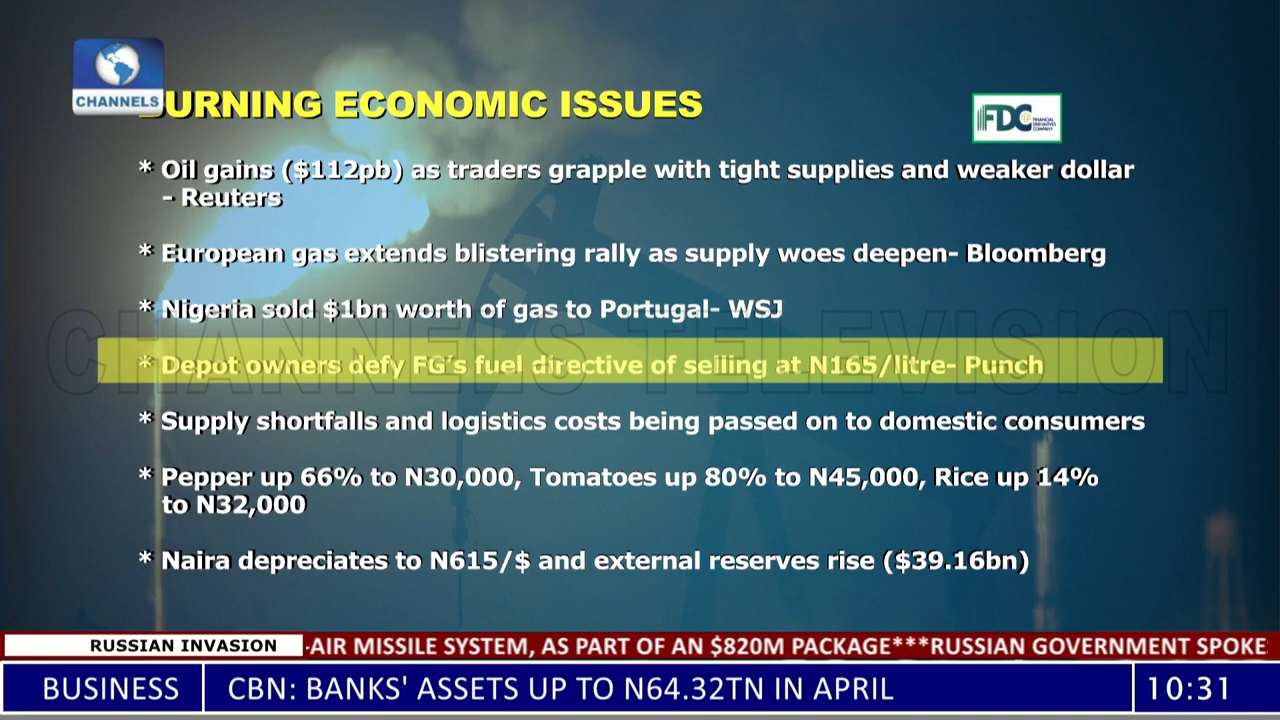 CHANNELS
BURNING ECONOMIC ISSUES
FDC FINANCIAL DERIVATIVES COMPANY
* Oil gains ($112pb) as traders grapple with tight supplies and weaker dollar
- Reuters
* European gas extends blistering rally as supply woes deepen- Bloomberg
* Nigeria sold $1bn worth of gas to Portugal- WSJ
CHANNELS TELEVISION
* Depot owners defy FG's fuel directive of selling at N165/litre- Punch
* Supply shortfalls and logistics costs being passed on to domestic consumers
* Pepper up 66% to N30,000, Tomatoes up 80% to N45,000, Rice up 14%
to N32,000
* Naira depreciates to N615/$ and external reserves rise ($39.16bn)
RUSSIAN INVASION -AIR MISSILE SYSTEM, AS PART OF AN $820M PACKAGE***RUSSIAN GOVERNMENT SPOKE
BUSINESS CBN: BANKS' ASSETS UP TO N64.32TN IN APRIL 10:31